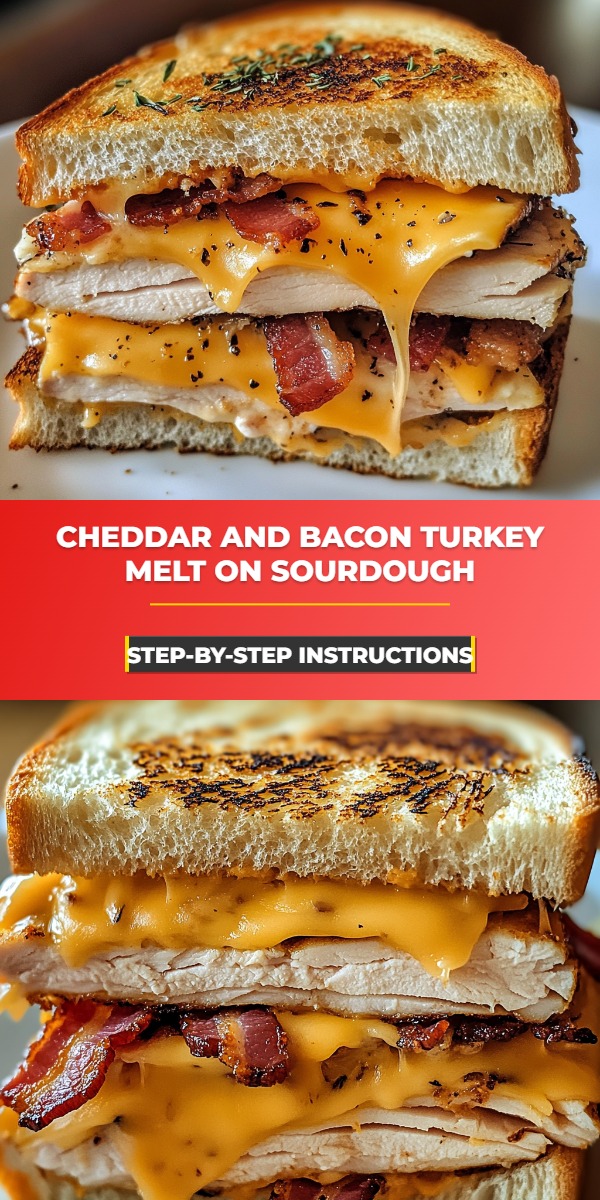 CHEDDAR AND BACON TURKEY
MELT ON SOURDOUGH
STEP-BY-STEP INSTRUCTIONS